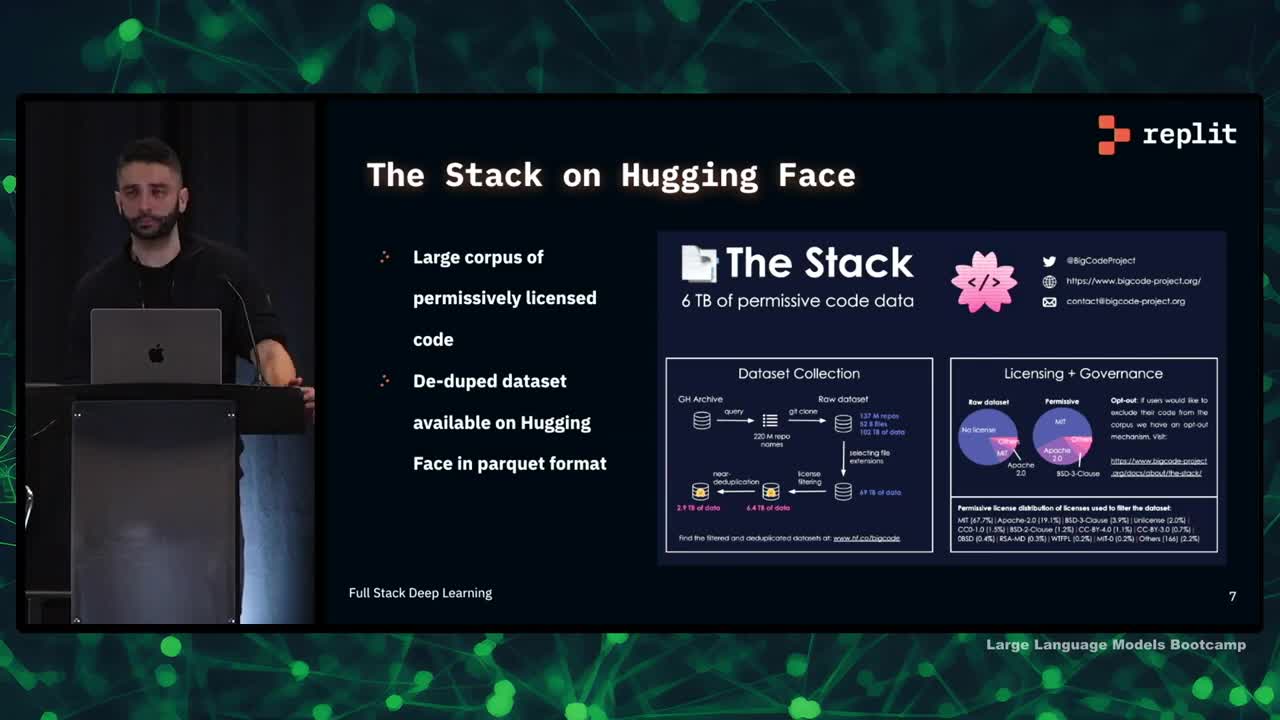 replit
The Stack on Hugging Face
Large corpus of
permissively licensed
code
De-duped dataset
available on Hugging
Face in parquet format
The Stack
6 TB of permissive code data
</>
@BigCodeProject
https://www.bigcode-project.org/
contact@bigcode-project.org
Dataset Collection
GH Archive
query
220 M repo
names
git clone
Raw dataset
137 M repos
52 B files
102 TB of data
selecting file
extensions
69 TB of data
license
filtering
6.4 TB of data
near-
deduplication
2.9 TB of data
Find the filtered and deduplicated datasets at: www.hf.co/bigcode
Licensing + Governance
Raw dataset
No license
Others
MIT
Apache
2.0
Permissive
MIT
Others
Apache
2.0
BSD-3-Clause
Opt-out: if users would like to
exclude their code from the
corpus we have an opt-out
mechanism. Visit:
https://www.bigcode-project
.org/docs/about/the-stack/
Permissive license distribution of licenses used to filter the dataset:
MIT (67.7%) | Apache-2.0 (19.1%) | BSD-3-Clause (3.9%) | Unlicense (2.0%) |
CC0-1.0 (1.5%) | BSD-2-Clause (1.2%) | CC-BY-4.0 (1.1%) | CC-BY-3.0 (0.7%) |
0BSD (0.4%) | RSA-MD (0.3%) | WTFPL (0.2%) | MIT-0 (0.2%) | Others (166) (2.2%)
Full Stack Deep Learning
7
Large Language Models Bootcamp